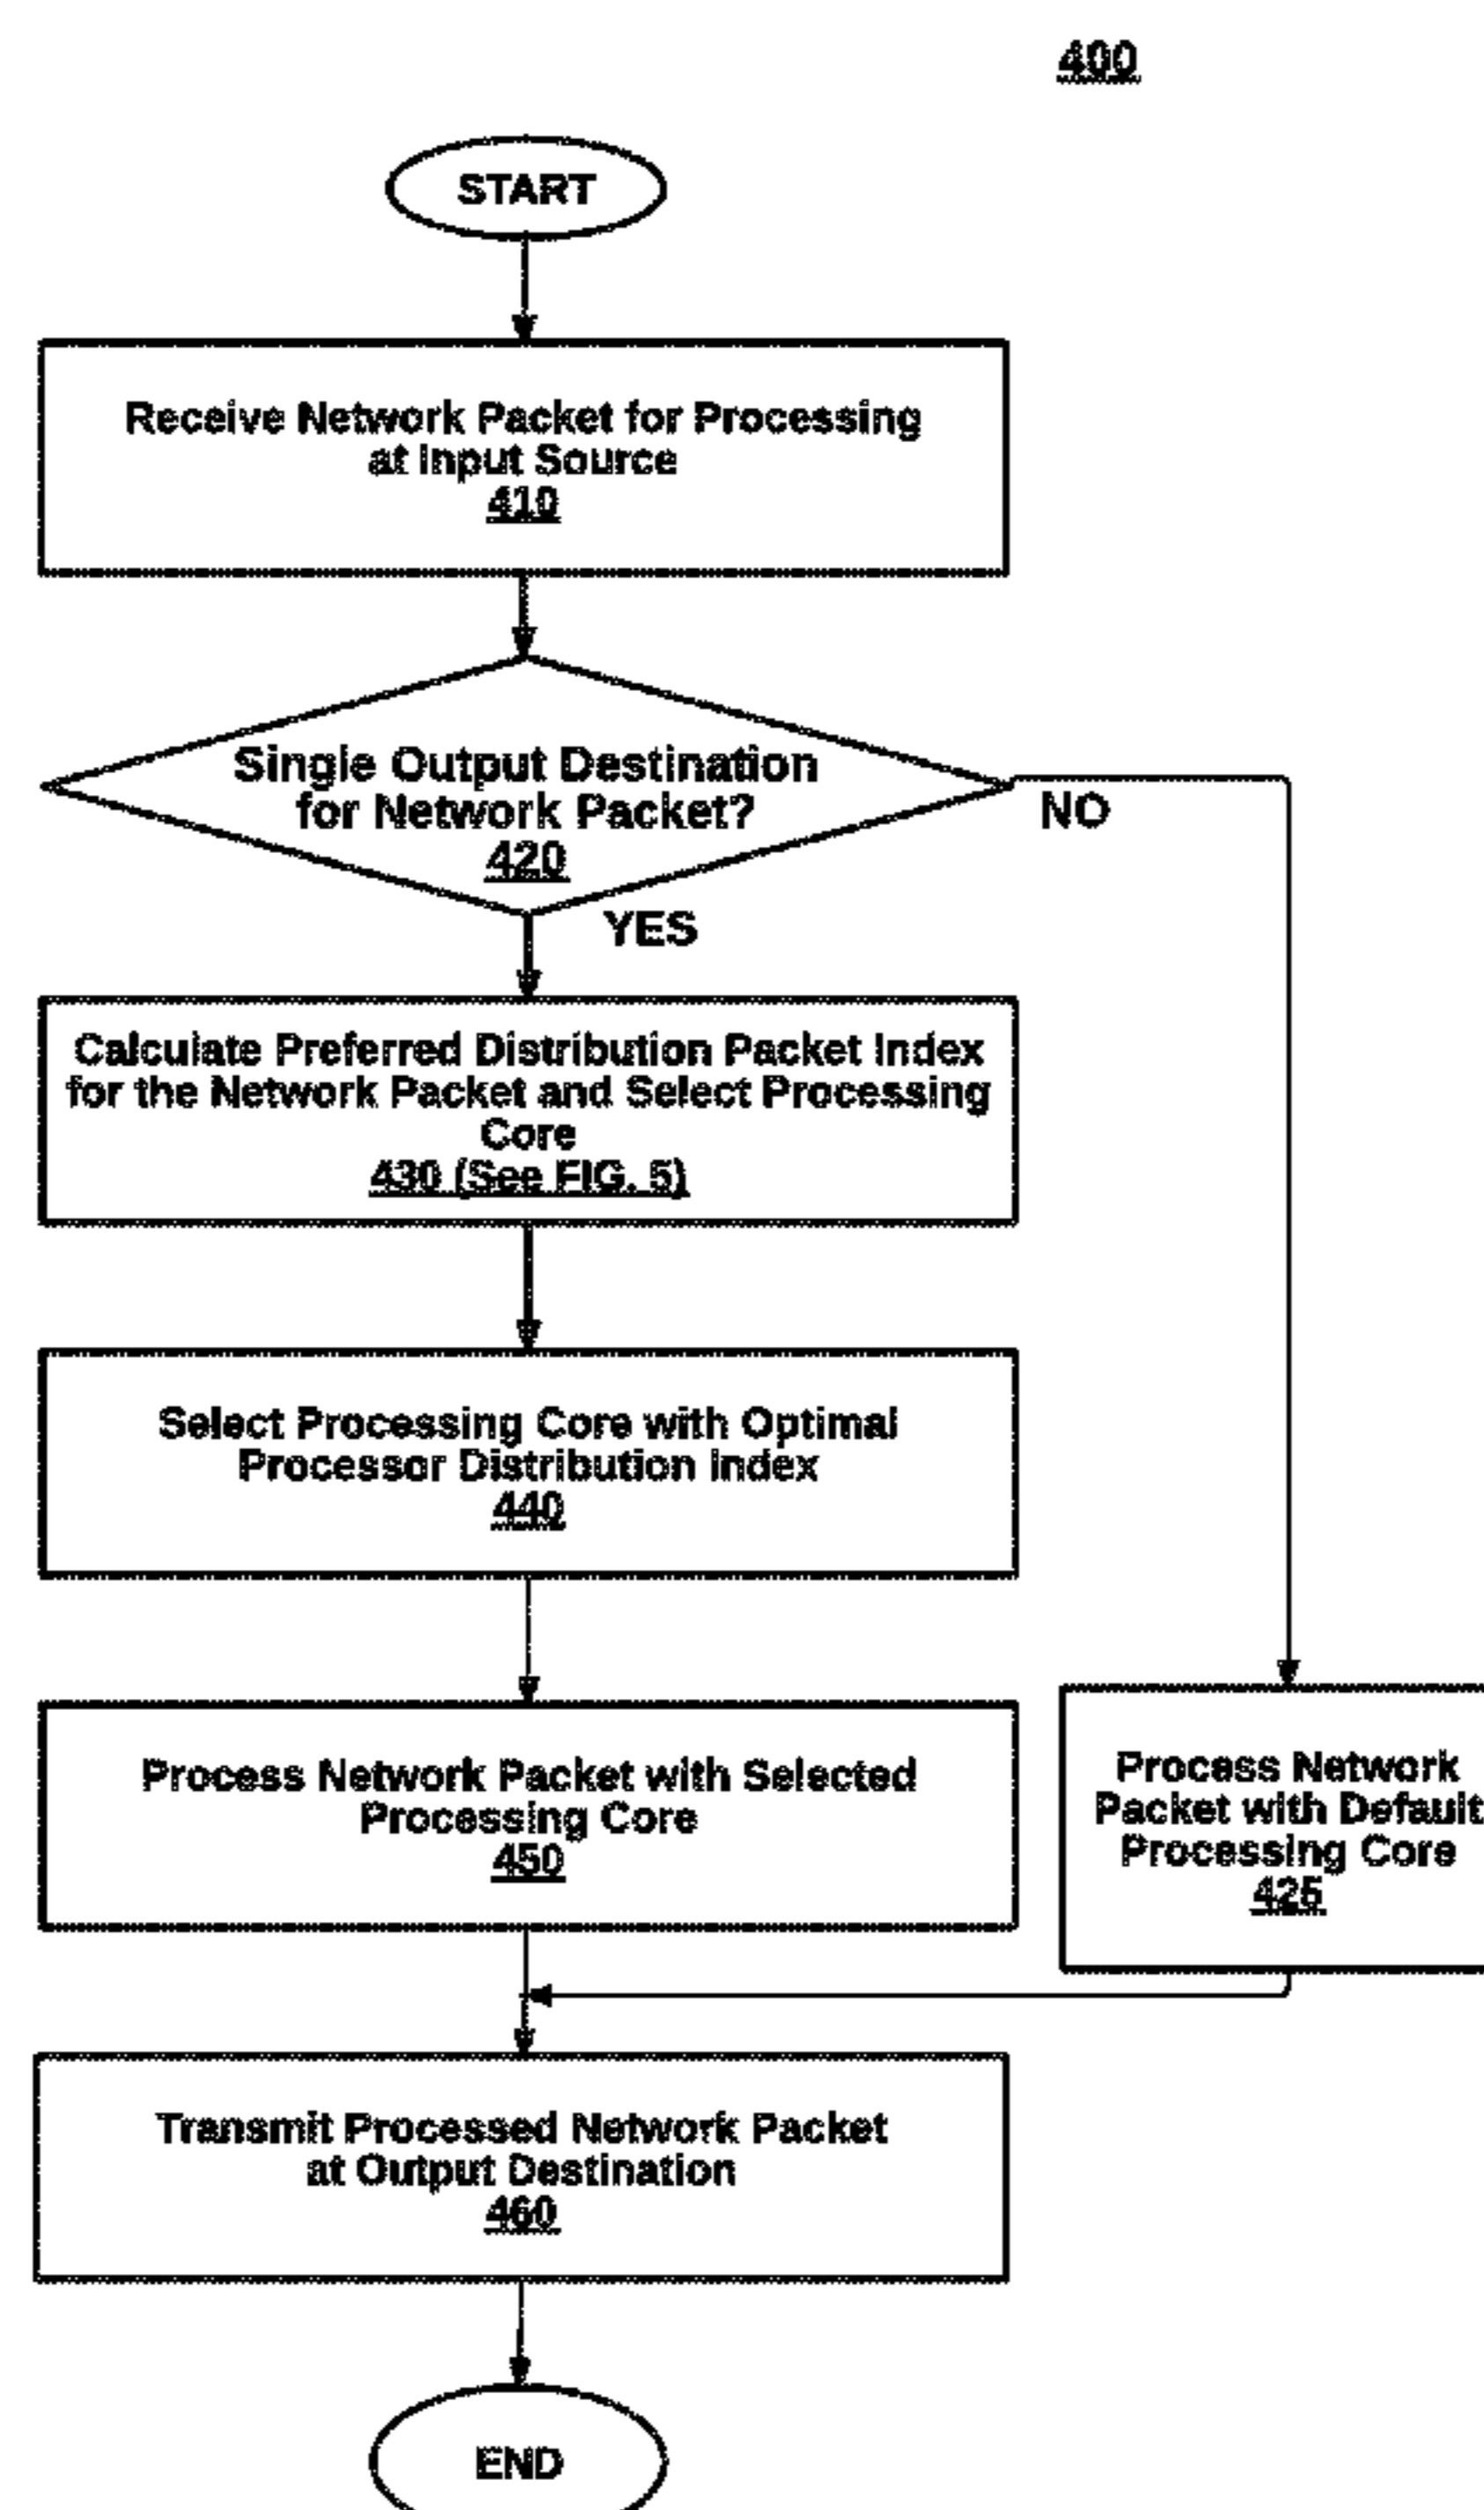 400
START
Receive Network Packet for Processing
at Input Source
410
Single Output Destination
for Network Packet?
420
NO
YES
Calculate Preferred Distribution Packet Index
for the Network Packet and Select Processing
Core
430 (See FIG. 5)
Select Processing Core with Optimal
Processor Distribution Index
440
Process Network Packet with Selected
Processing Core
450
Process Network
Packet with Default
Processing Core
425
Transmit Processed Network Packet
at Output Destination
460
END